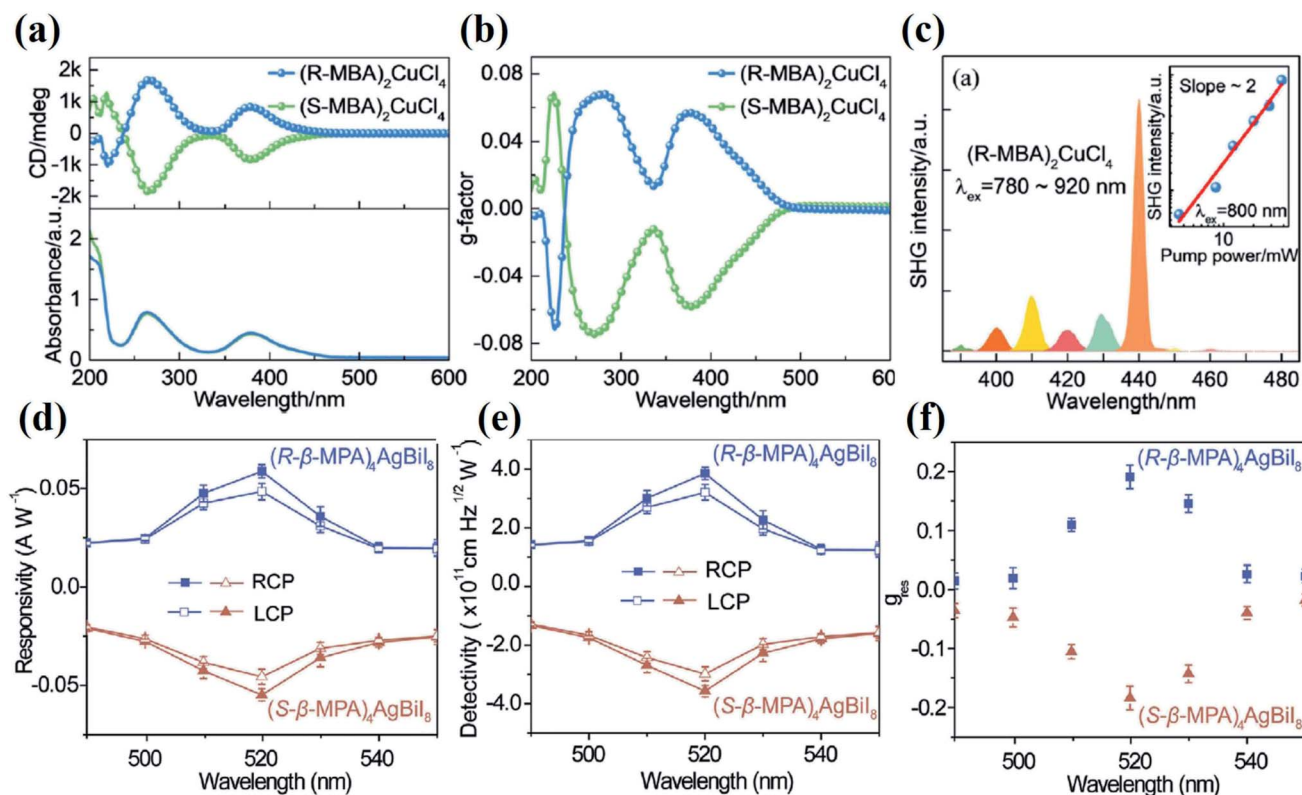 (a)
CD/mdeg
2k
1k
0
-1k
-2k
(R-MBA)₂CuCl₄
(S-MBA)₂CuCl₄
Absorbance/a.u.
2
1
0
200 300 400 500 600
Wavelength/nm
(b)
g-factor
0.08
0.04
0.00
-0.04
-0.08
(R-MBA)₂CuCl₄
(S-MBA)₂CuCl₄
200 300 400 500 600
Wavelength/nm
(c)
(a)
SHG intensity/a.u.
(R-MBA)₂CuCl₄
λex=780 ~ 920 nm
Slope ~ 2
SHG intensity/a.u.
λex=800 nm
10
Pump power/mW
400 420 440 460 480
Wavelength/nm
(d)
Responsivity (A W⁻¹)
0.05
0.0
-0.05
(R-β-MPA)₄AgBiI₈
RCP
LCP
(S-β-MPA)₄AgBiI₈
500 520 540
Wavelength (nm)
(e)
Detectivity ( x10¹¹cm Hz ¹/² W⁻¹)
4.0
2.0
0.0
-2.0
-4.0
(R-β-MPA)₄AgBiI₈
RCP
LCP
(S-β-MPA)₄AgBiI₈
500 520 540
Wavelength (nm)
(f)
gres
0.2
0.1
0.0
-0.1
-0.2
(R-β-MPA)₄AgBiI₈
(S-β-MPA)₄AgBiI₈
500 520 540
Wavelength (nm)